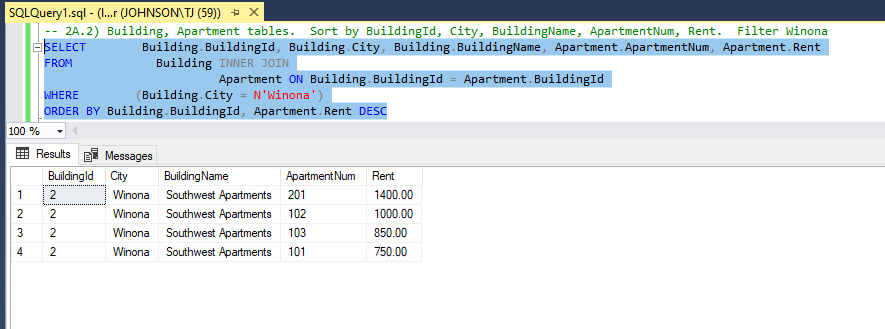 SQLQuery1.sql - (l...r (JOHNSON\TJ (59))
-- 2A.2) Building, Apartment tables.  Sort by BuildingId, City, BuildingName, ApartmentNum, Rent.  Filter Winona
SELECT        Building.BuildingId, Building.City, Building.BuildingName, Apartment.ApartmentNum, Apartment.Rent
FROM            Building INNER JOIN
                         Apartment ON Building.BuildingId = Apartment.BuildingId
WHERE        (Building.City = N'Winona')
ORDER BY Building.BuildingId, Apartment.Rent DESC
100 %
Results Messages
BuildingId City BuildingName ApartmentNum Rent
1 2 Winona Southwest Apartments 201 1400.00
2 2 Winona Southwest Apartments 102 1000.00
3 2 Winona Southwest Apartments 103 850.00
4 2 Winona Southwest Apartments 101 750.00